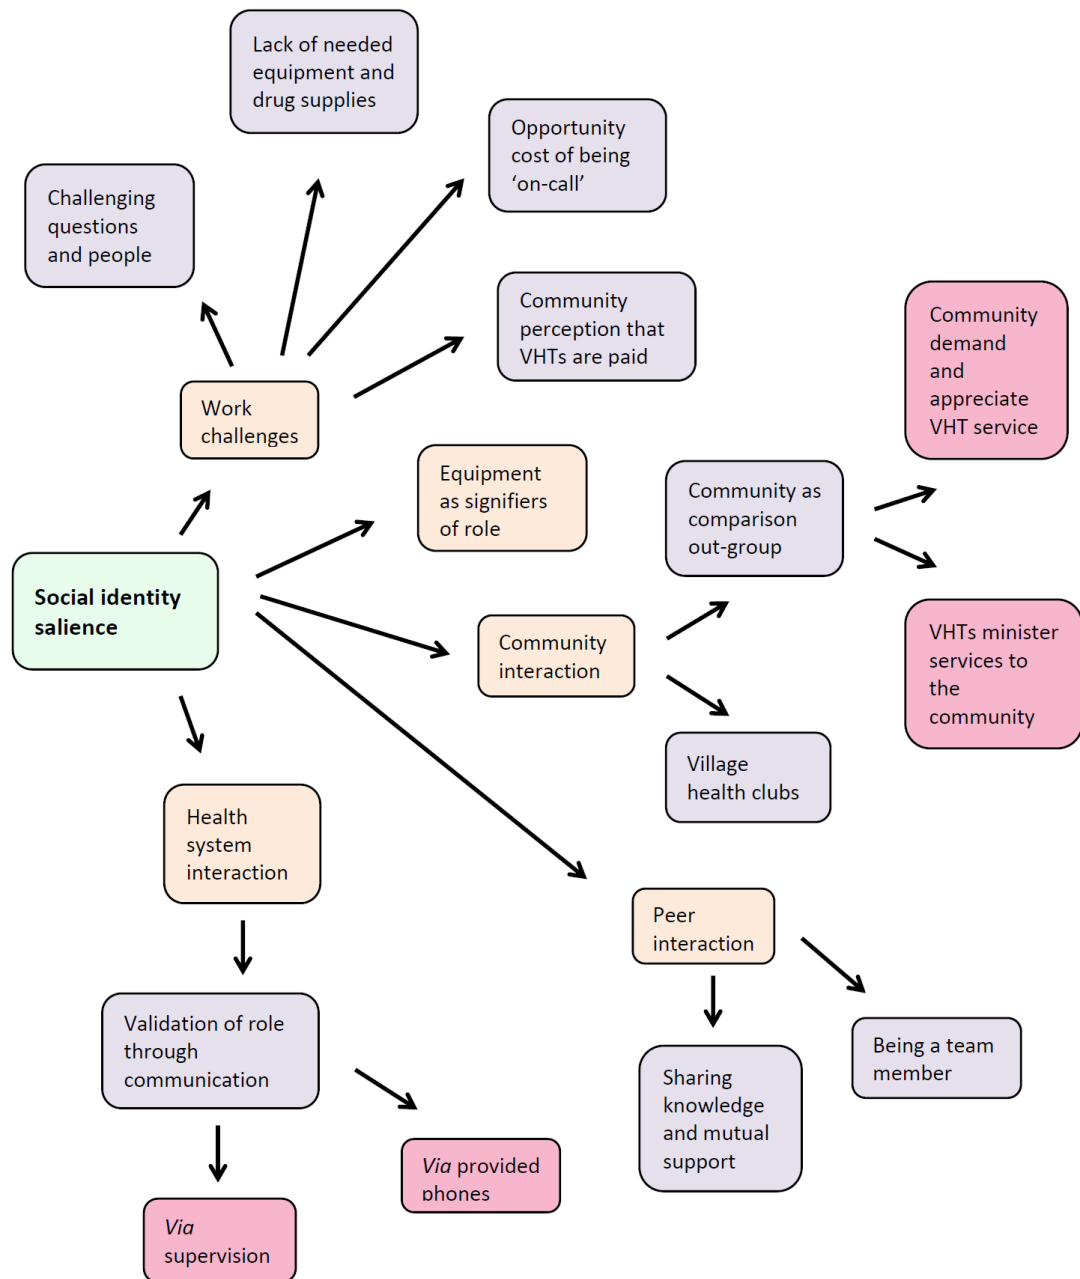 Lack of needed
equipment and
drug supplies
Opportunity
cost of being
‘on-call’
Challenging
questions
and people
Community
perception that
VHTs are paid
Community
demand
and
appreciate
VHT service
Work
challenges
Equipment
as signifiers
of role
Community as
comparison
out-group
Social identity
salience
Community
interaction
VHTs minister
services to
the
community
Village
health clubs
Health
system
interaction
Peer
interaction
Validation of role
through
communication
Being a team
member
Sharing
knowledge
and mutual
support
Via provided
phones
Via
supervision